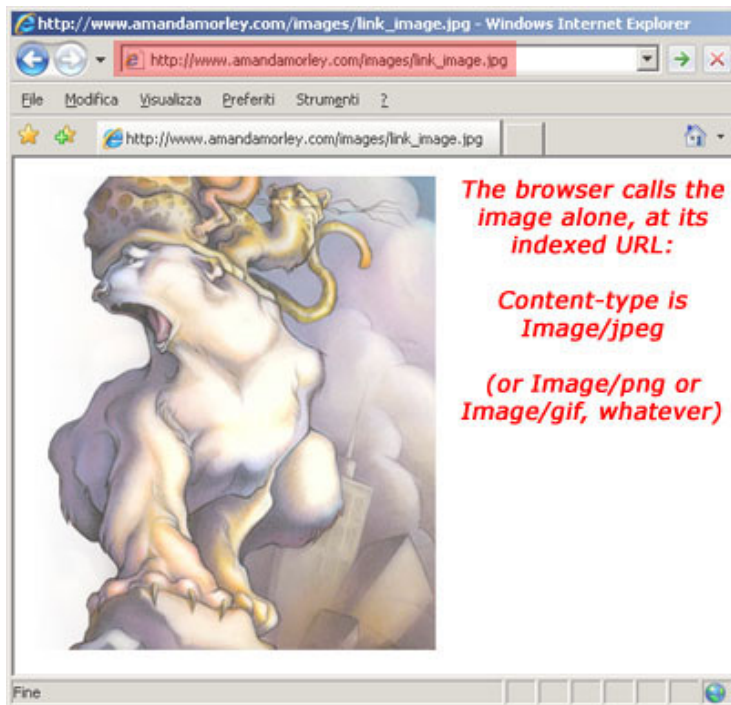 http://www.amandamorley.com/images/link_image.jpg - Windows Internet Explorer
http://www.amandamorley.com/images/link_image.jpg
File Modifica Visualizza Preferiti Strumenti ?
http://www.amandamorley.com/images/link_image.jpg
The browser calls the
image alone, at its
indexed URL:
Content-type is
Image/jpeg
(or Image/png or
Image/gif, whatever)
Fine